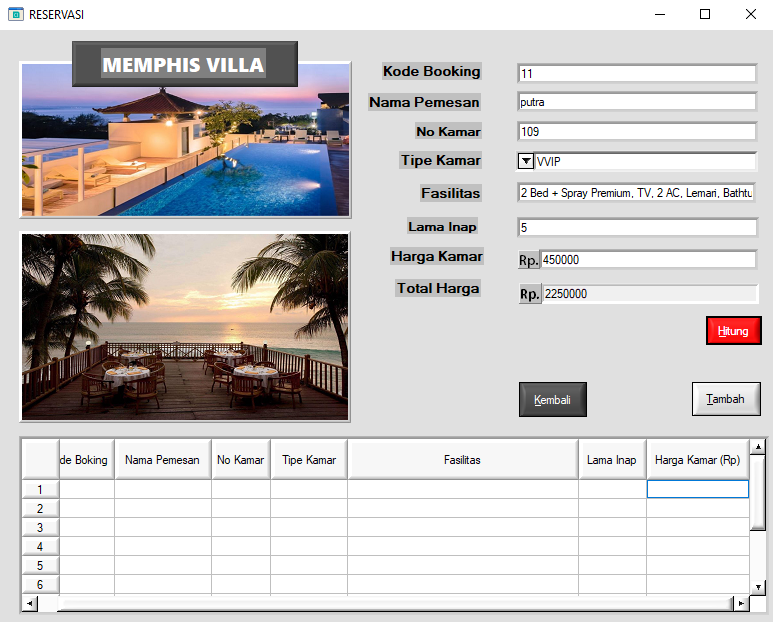 RESERVASI
MEMPHIS VILLA
Kode Booking 11
Nama Pemesan putra
No Kamar 109
Tipe Kamar VVIP
Fasilitas 2 Bed + Spray Premium, TV, 2 AC, Lemari, Bathtu
Lama Inap 5
Harga Kamar Rp. 450000
Total Harga Rp. 2250000
Hitung
Kembali Tambah
de Boking Nama Pemesan No Kamar Tipe Kamar Fasilitas Lama Inap Harga Kamar (Rp)
1
2
3
4
5
6